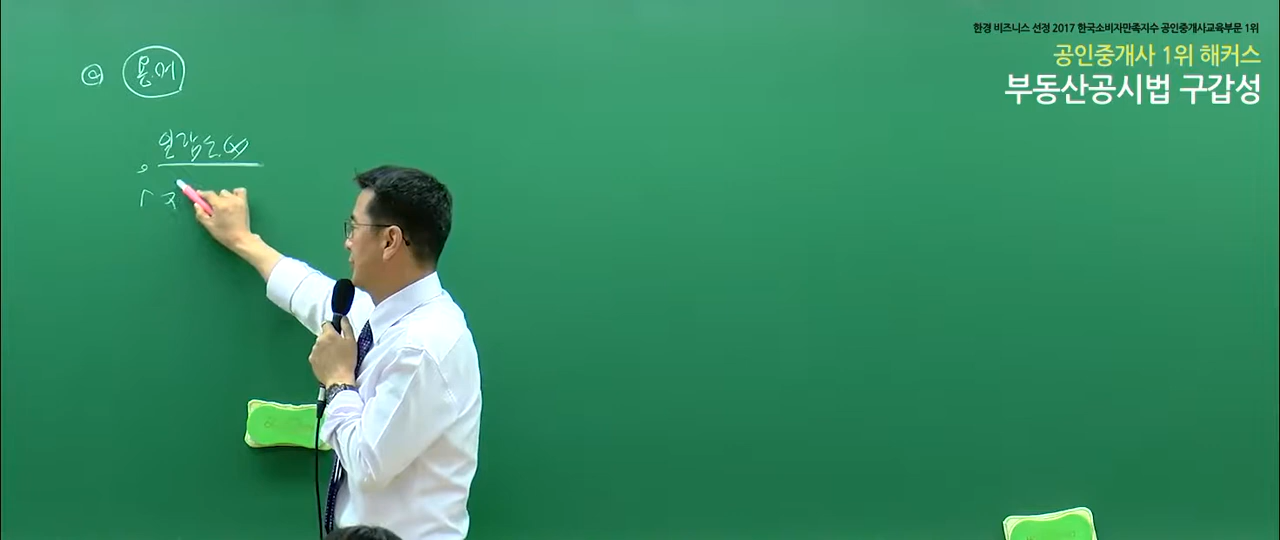 한경 비즈니스 선정 2017 한국소비자만족지수 공인중개사교육부문 1위
공인중개사 1위 해커스
부동산공시법 구갑성
용어